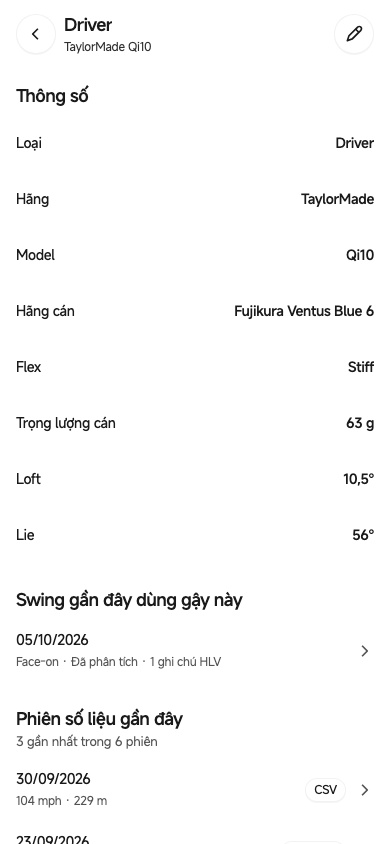 Driver
TaylorMade Qi10
Thông số
Loại Driver
Hãng TaylorMade
Model Qi10
Hãng cán Fujikura Ventus Blue 6
Flex Stiff
Trọng lượng cán 63 g
Loft 10,5°
Lie 56°
Swing gần đây dùng gậy này
05/10/2026
Face-on · Đã phân tích · 1 ghi chú HLV
Phiên số liệu gần đây
3 gần nhất trong 6 phiên
30/09/2026
104 mph · 229 m CSV
23/09/2026